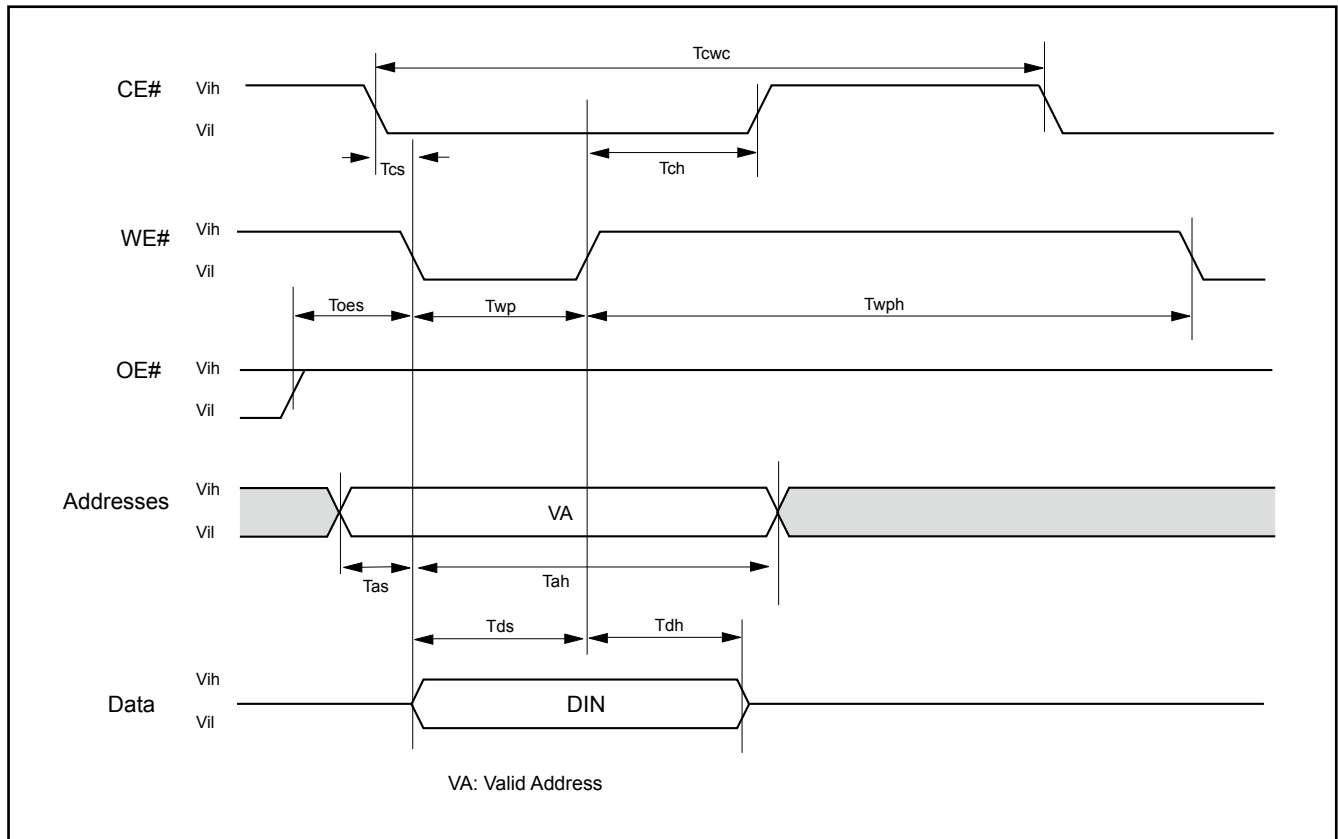 Tcwc
CE#
Vih
Vil
Tcs
Tch
WE#
Vih
Vil
Toes
Twp
Twph
OE#
Vih
Vil
Addresses
Vih
Vil
VA
Tas
Tah
Tds
Tdh
Data
Vih
Vil
DIN
VA: Valid Address